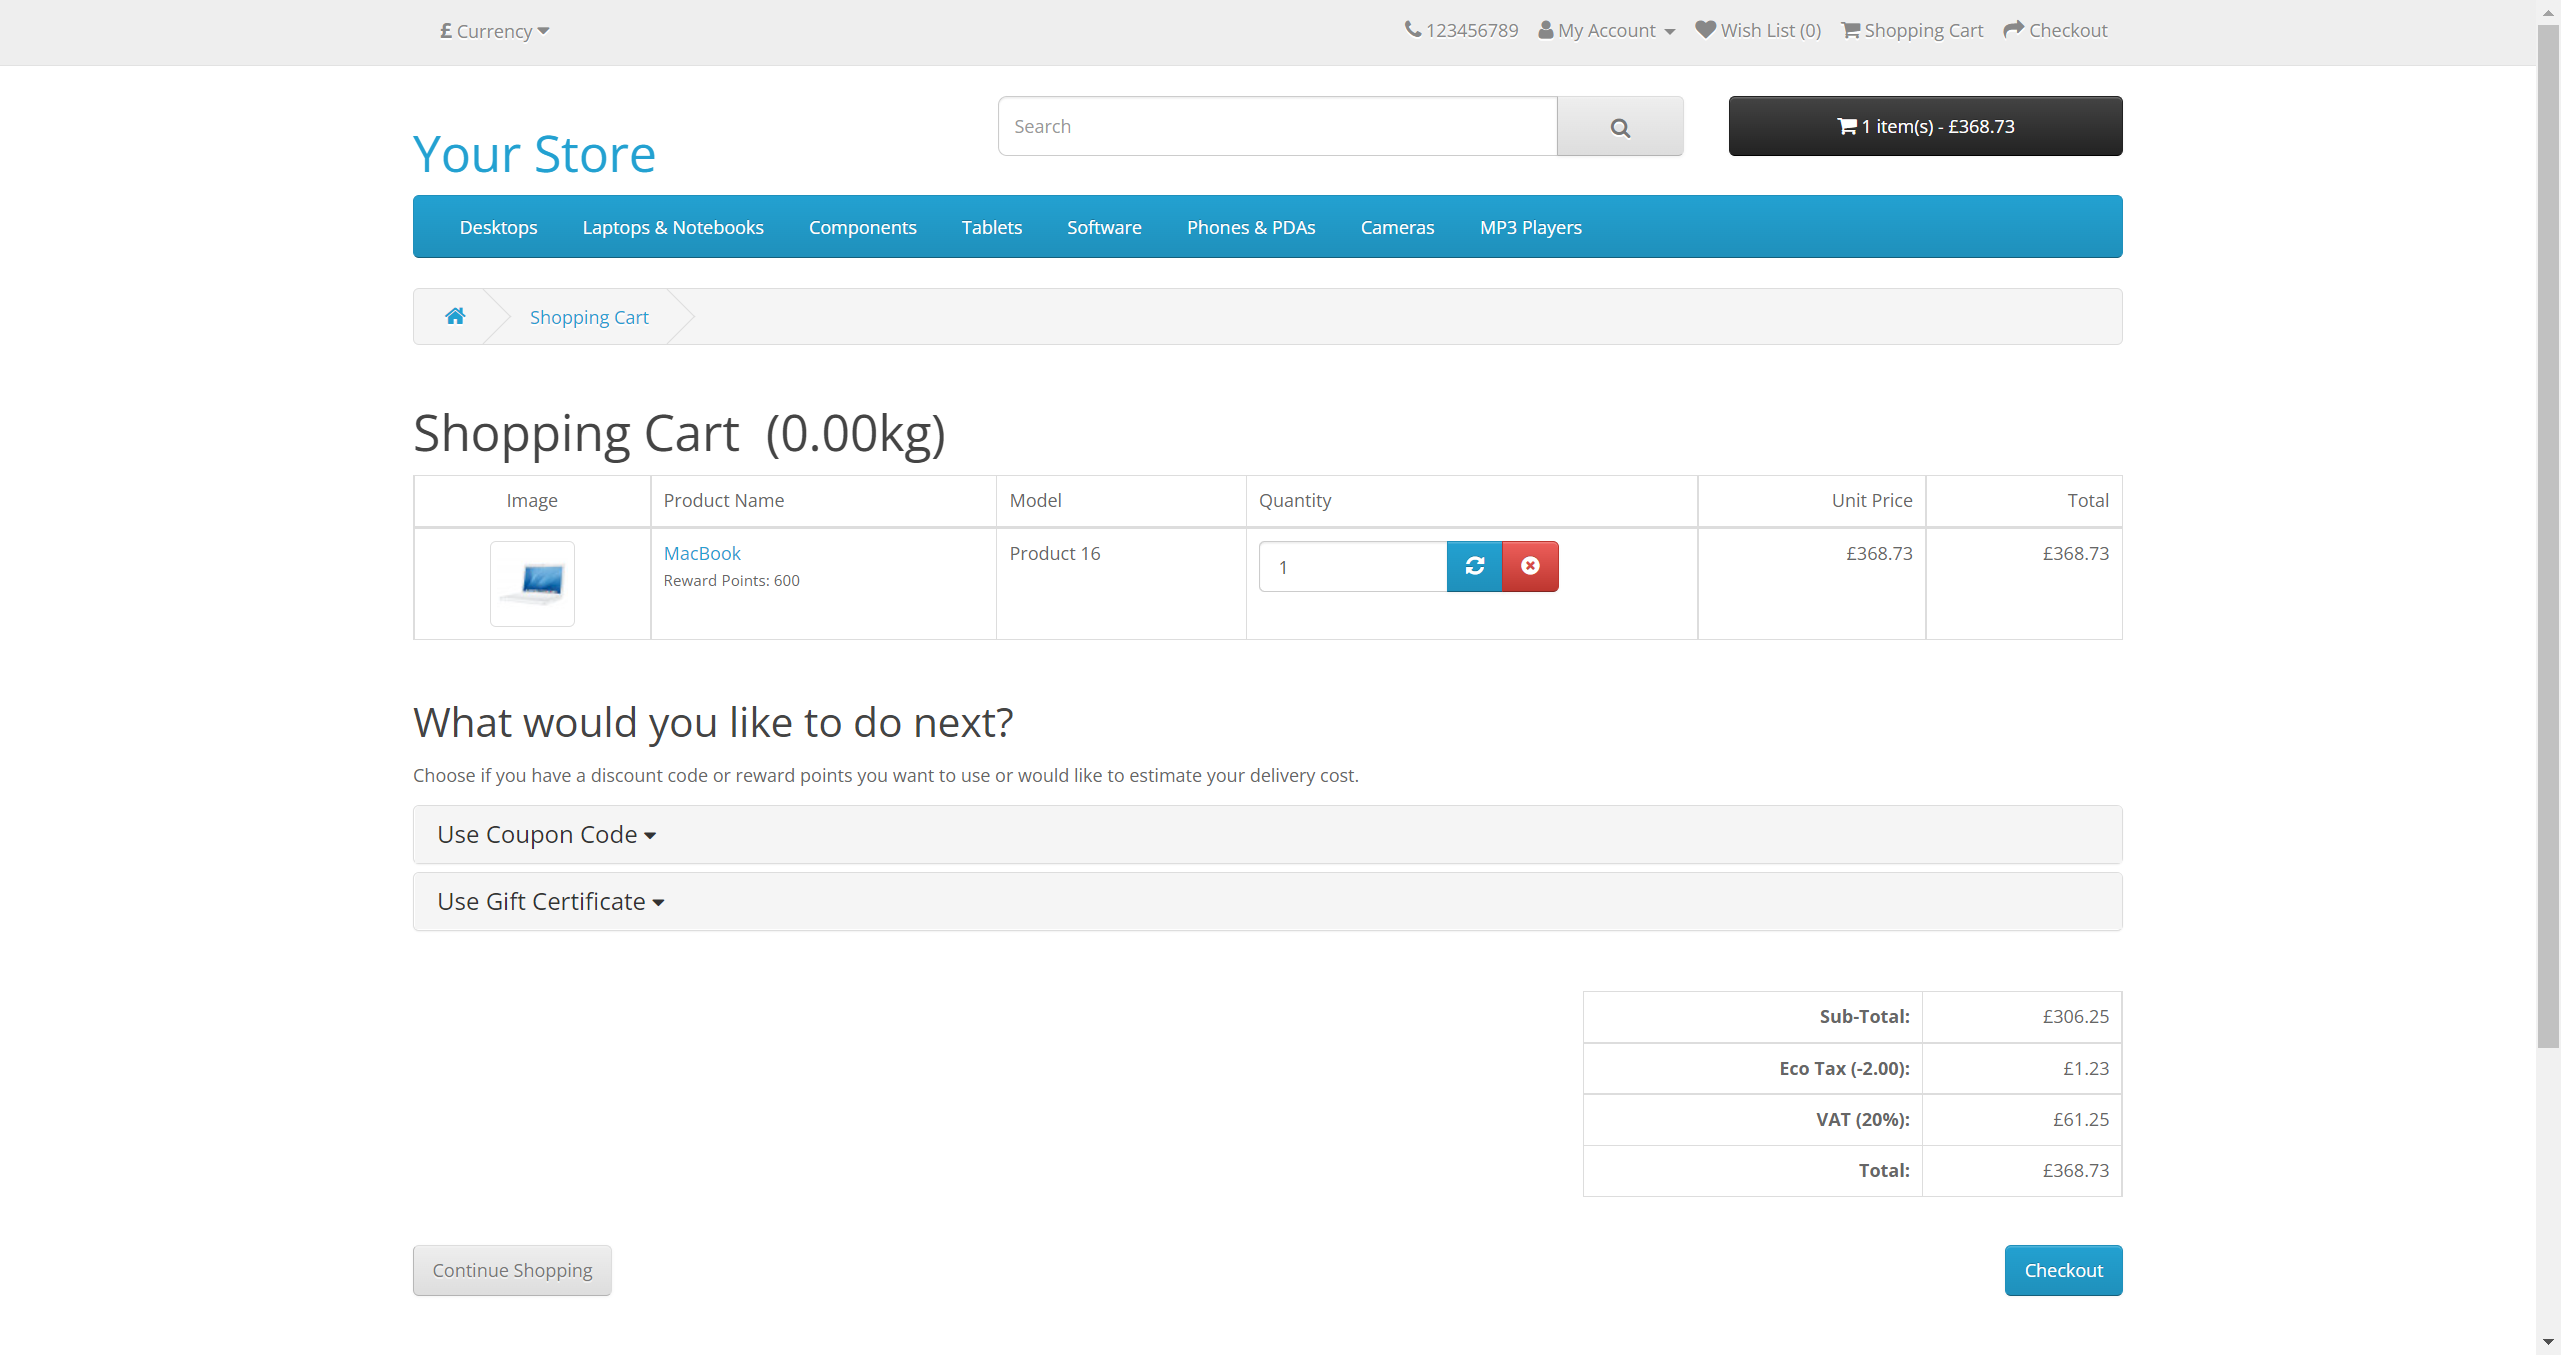 £ Currency
123456789 My Account Wish List (0) Shopping Cart Checkout
Your Store
Search
1 item(s) - £368.73
Desktops Laptops & Notebooks Components Tablets Software Phones & PDAs Cameras MP3 Players
Shopping Cart
Shopping Cart (0.00kg)
Image Product Name Model Quantity Unit Price Total
MacBook Product 16 1 £368.73 £368.73
Reward Points: 600
What would you like to do next?
Choose if you have a discount code or reward points you want to use or would like to estimate your delivery cost.
Use Coupon Code
Use Gift Certificate
Sub-Total: £306.25
Eco Tax (-2.00): £1.23
VAT (20%): £61.25
Total: £368.73
Continue Shopping Checkout